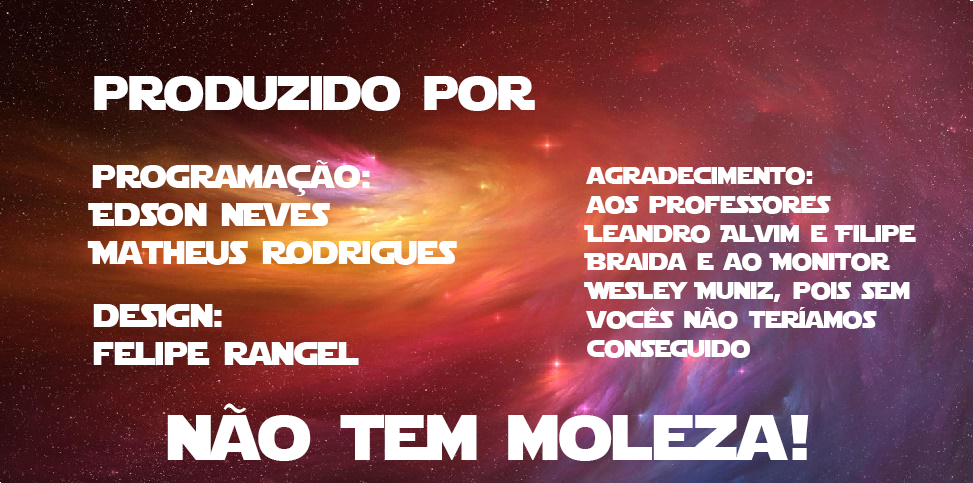 PRODUZIDO POR
PROGRAMAÇÃO:
EDSON NEVES
MATHEUS RODRIGUES
DESIGN:
FELIPE RANGEL
AGRADECIMENTO:
AOS PROFESSORES
LEANDRO ALVIM E FILIPE
BRAIDA E AO MONITOR
WESLEY MUNIZ, POIS SEM
VOCÊS NÃO TERÍAMOS
CONSEGUIDO
NÃO TEM MOLEZA!